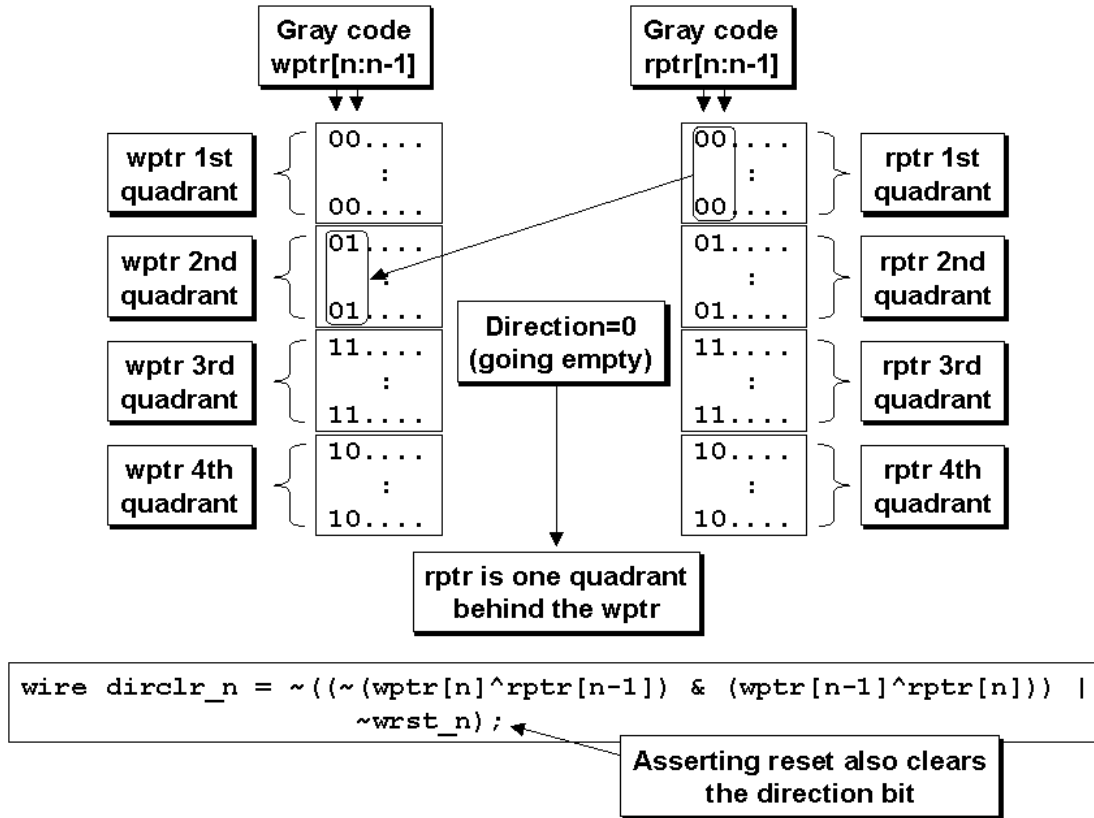 Gray code
wptr[n:n-1]
Gray code
rptr[n:n-1]
wptr 1st
quadrant
00....
:
00....
00....
:
00....
rptr 1st
quadrant
wptr 2nd
quadrant
01....
:
01....
01....
:
01....
rptr 2nd
quadrant
Direction=0
(going empty)
wptr 3rd
quadrant
11....
:
11....
11....
:
11....
rptr 3rd
quadrant
wptr 4th
quadrant
10....
:
10....
10....
:
10....
rptr 4th
quadrant
rptr is one quadrant
behind the wptr
wire dirclr_n = ~((~(wptr[n]^rptr[n-1]) & (wptr[n-1]^rptr[n])) |
~wrst_n);
Asserting reset also clears
the direction bit